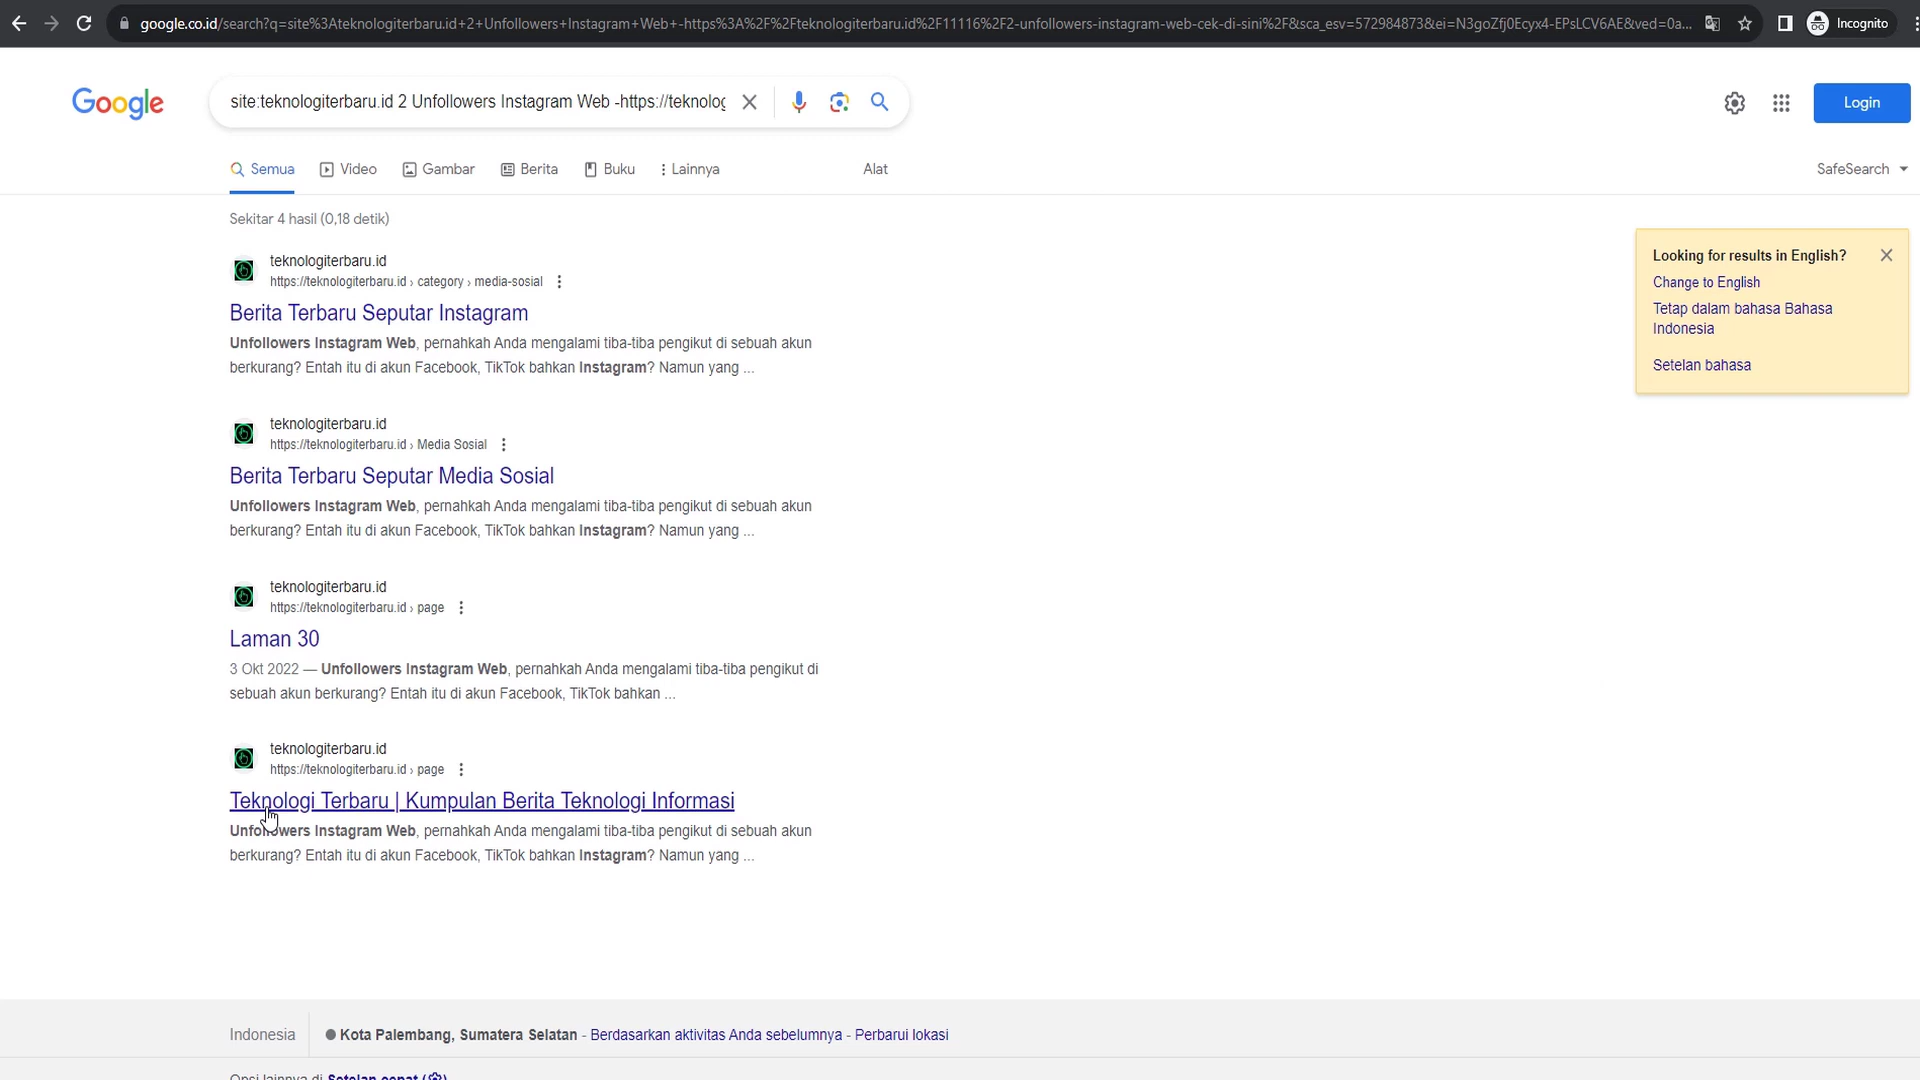 google.co.id/search?q=site%3Ateknologiterbaru.id+2+Unfollowers+Instagram+Web+-https%3A%2F%2Fteknologiterbaru.id%2F11116%2F2-unfollowers-instagram-web-cek-di-sini%2F&sca_esv=572984873&ei=N3goZfj0Ecyx4-EPsLCV6AE&ved=0a...
Incognito
Google
site:teknologiterbaru.id 2 Unfollowers Instagram Web -https://teknolog
Login
Semua
Video
Gambar
Berita
Buku
Lainnya
Alat
SafeSearch
Sekitar 4 hasil (0,18 detik)
teknologiterbaru.id
https://teknologiterbaru.id › category › media-sosial
Berita Terbaru Seputar Instagram
Unfollowers Instagram Web, pernahkah Anda mengalami tiba-tiba pengikut di sebuah akun
berkurang? Entah itu di akun Facebook, TikTok bahkan Instagram? Namun yang ...
teknologiterbaru.id
https://teknologiterbaru.id › Media Sosial
Berita Terbaru Seputar Media Sosial
Unfollowers Instagram Web, pernahkah Anda mengalami tiba-tiba pengikut di sebuah akun
berkurang? Entah itu di akun Facebook, TikTok bahkan Instagram? Namun yang ...
teknologiterbaru.id
https://teknologiterbaru.id › page
Laman 30
3 Okt 2022 — Unfollowers Instagram Web, pernahkah Anda mengalami tiba-tiba pengikut di
sebuah akun berkurang? Entah itu di akun Facebook, TikTok bahkan ...
teknologiterbaru.id
https://teknologiterbaru.id › page
Teknologi Terbaru | Kumpulan Berita Teknologi Informasi
Unfollowers Instagram Web, pernahkah Anda mengalami tiba-tiba pengikut di sebuah akun
berkurang? Entah itu di akun Facebook, TikTok bahkan Instagram? Namun yang ...
Looking for results in English?
Change to English
Tetap dalam bahasa Bahasa
Indonesia
Setelan bahasa
Indonesia
Kota Palembang, Sumatera Selatan - Berdasarkan aktivitas Anda sebelumnya - Perbarui lokasi
Opsi lainnya di Setelan cepat (